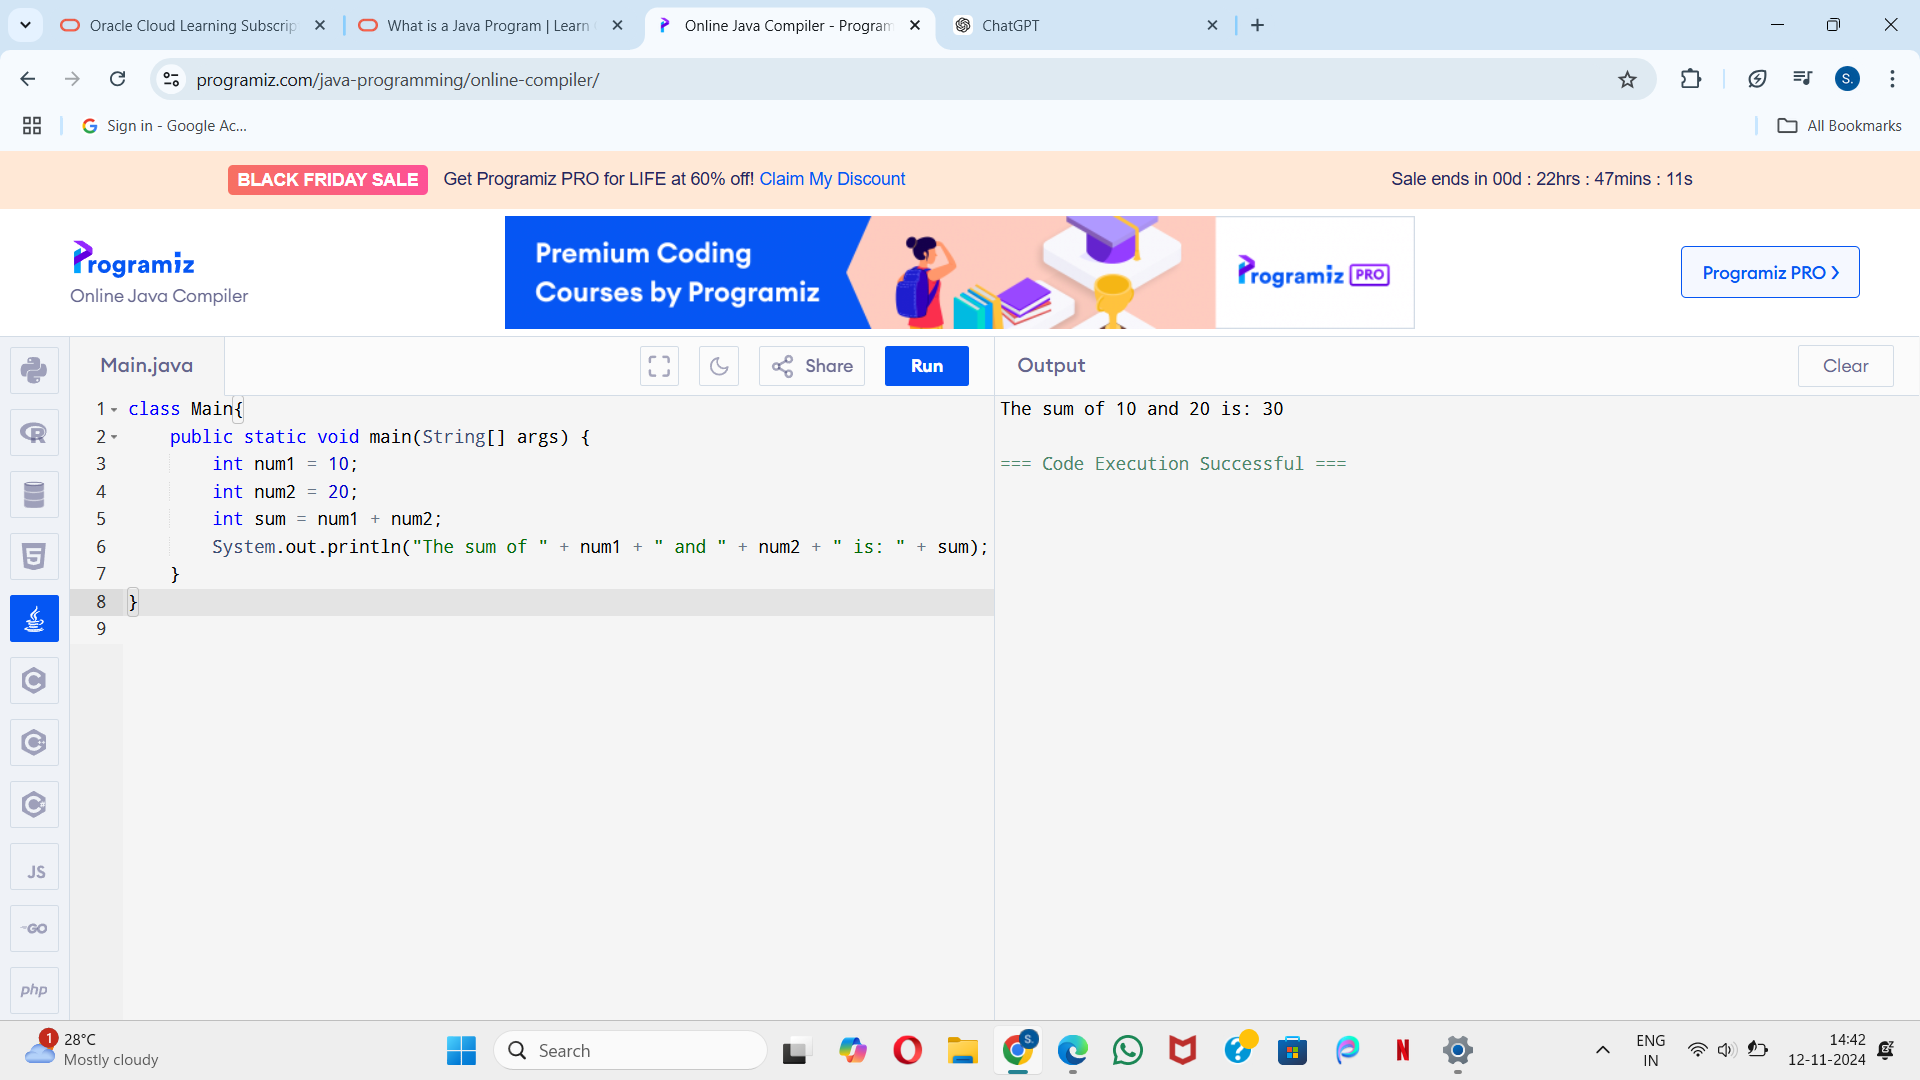 Oracle Cloud Learning Subscrip
What is a Java Program | Learn
Online Java Compiler - Program
ChatGPT
programiz.com/java-programming/online-compiler/
S.
Sign in - Google Ac...
All Bookmarks
BLACK FRIDAY SALE Get Programiz PRO for LIFE at 60% off! Claim My Discount
Sale ends in 00d : 22hrs : 47mins : 11s
Programiz
Online Java Compiler
Premium Coding
Courses by Programiz
Programiz PRO
Programiz PRO >
Main.java
Share
Run
Output
Clear
1 class Main{
2 public static void main(String[] args) {
3 int num1 = 10;
4 int num2 = 20;
5 int sum = num1 + num2;
6 System.out.println("The sum of " + num1 + " and " + num2 + " is: " + sum);
7 }
8 }
9
The sum of 10 and 20 is: 30
=== Code Execution Successful ===
R
5
C
C
C
JS
GO
php
1
28°C
Mostly cloudy
Search
S.
N
ENG
IN
14:42
12-11-2024